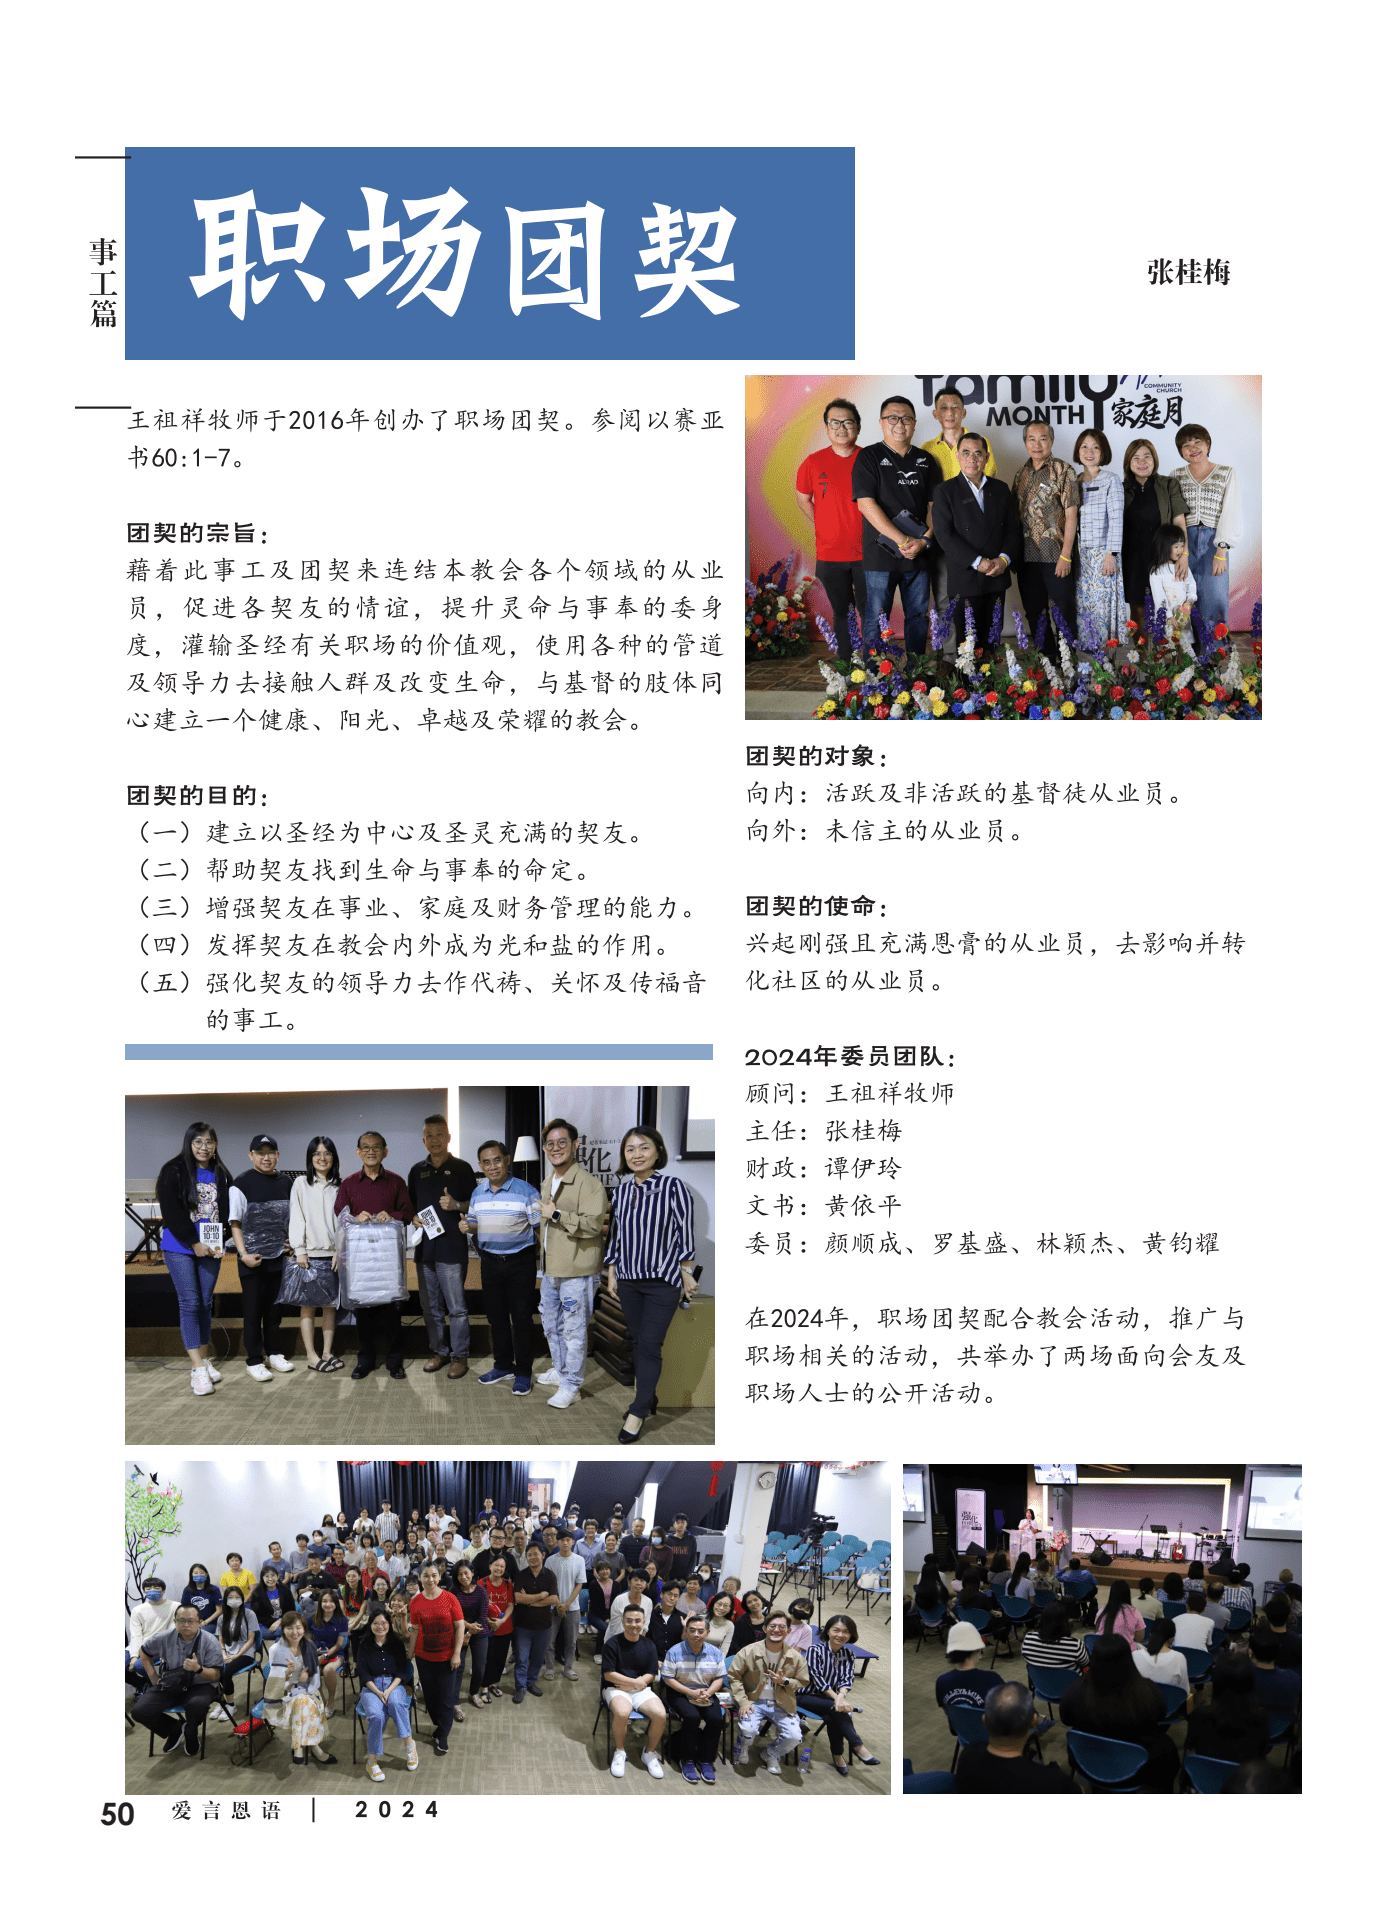 事工篇
职场团契
张桂梅
王祖祥牧师于2016年创办了职场团契。参阅以赛亚
书60:1-7。
团契的宗旨：
藉着此事工及团契来连结本教会各个领域的从业
员，促进各契友的情谊，提升灵命与事奉的委身
度，灌输圣经有关职场的价值观，使用各种的管道
及领导力去接触人群及改变生命，与基督的肢体同
心建立一个健康、阳光、卓越及荣耀的教会。
团契的目的：
（一）建立以圣经为中心及圣灵充满的契友。
（二）帮助契友找到生命与事奉的命定。
（三）增强契友在事业、家庭及财务管理的能力。
（四）发挥契友在教会内外成为光和盐的作用。
（五）强化契友的领导力去作代祷、关怀及传福音
的事工。
family
MONTH
COMMUNITY
CHURCH
家庭月
团契的对象：
向内：活跃及非活跃的基督徒从业员。
向外：未信主的从业员。
团契的使命：
兴起刚强且充满恩膏的从业员，去影响并转
化社区的从业员。
2024年委员团队：
顾问：王祖祥牧师
主任：张桂梅
财政：谭伊玲
文书：黄依平
委员：颜顺成、罗基盛、林颖杰、黄钧耀
在2024年，职场团契配合教会活动，推广与
职场相关的活动，共举办了两场面向会友及
职场人士的公开活动。
JOHN
10:10
强化
50 爱言恩语 | 2024